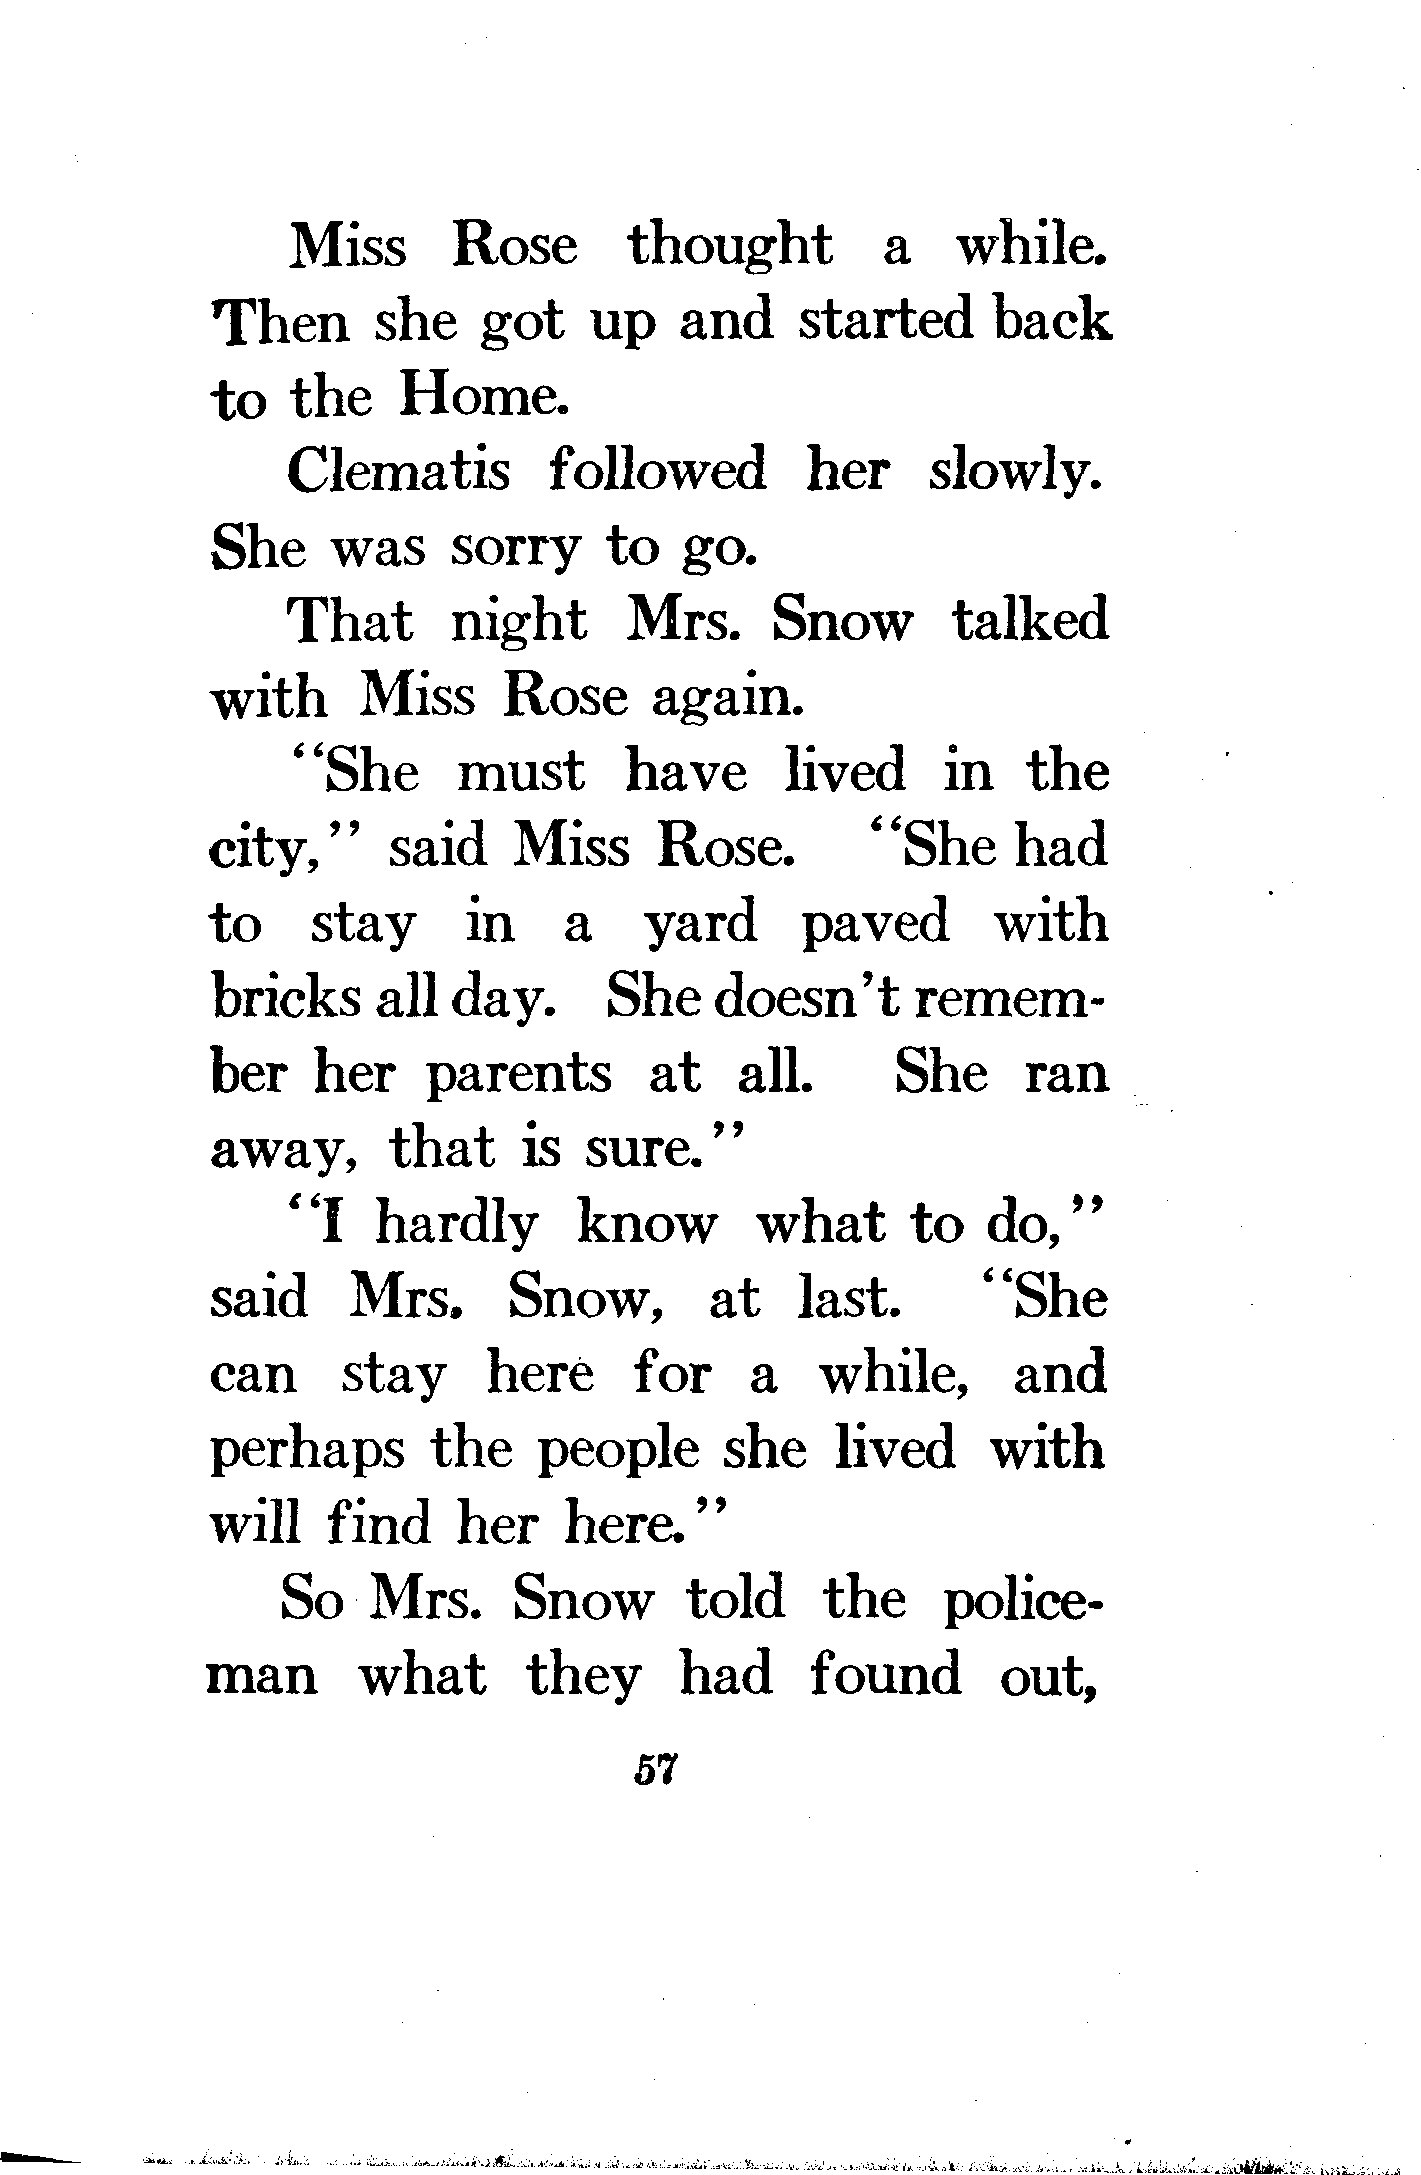 Miss Rose thought a while.
Then she got up and started back
to the Home.
Clematis followed her slowly.
She was sorry to go.
That night Mrs. Snow talked
with Miss Rose again.
"She must have lived in the
city," said Miss Rose. "She had
to stay in a yard paved with
bricks all day. She doesn't remem-
ber her parents at all. She ran
away, that is sure."
"I hardly know what to do,"
said Mrs. Snow, at last. "She
can stay here for a while, and
perhaps the people she lived with
will find her here."
So Mrs. Snow told the police-
man what they had found out,
57